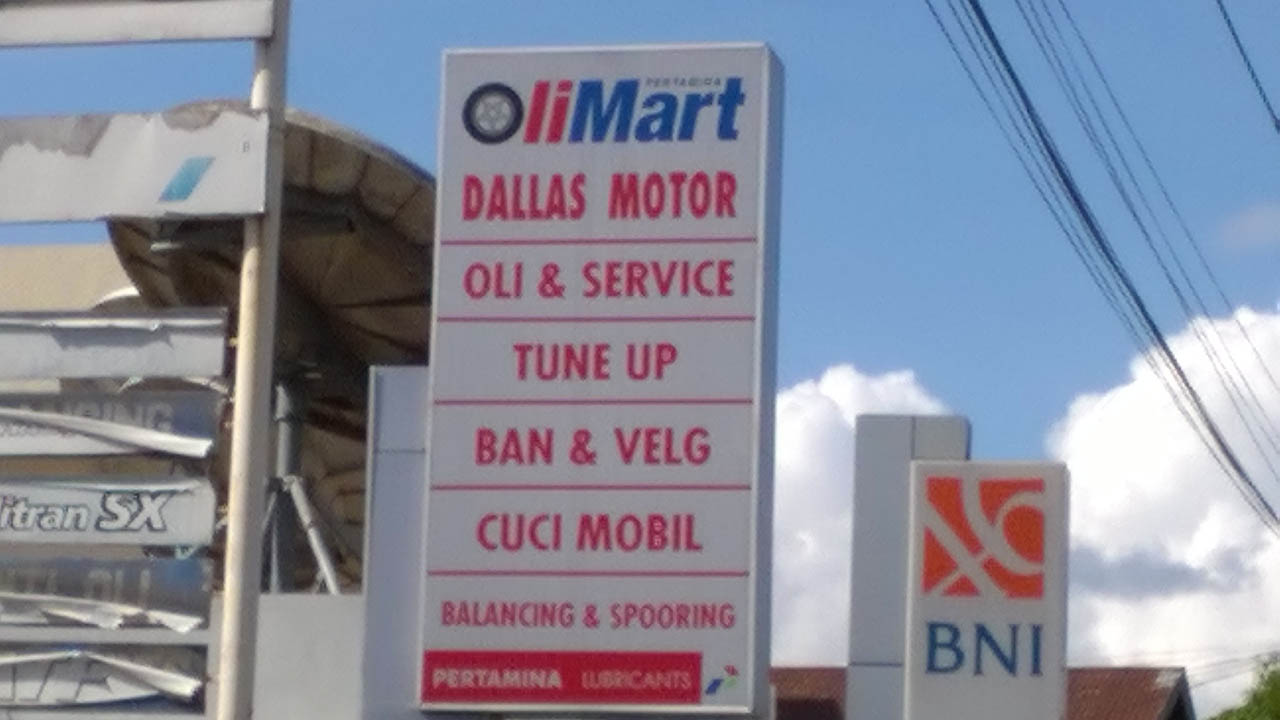 PERTAMINA
OliMart
DALLAS MOTOR
OLI & SERVICE
TUNE UP
BAN & VELG
CUCI MOBIL
BALANCING & SPOORING
PERTAMINA LUBRICANTS
BNI
itran SX
OLI